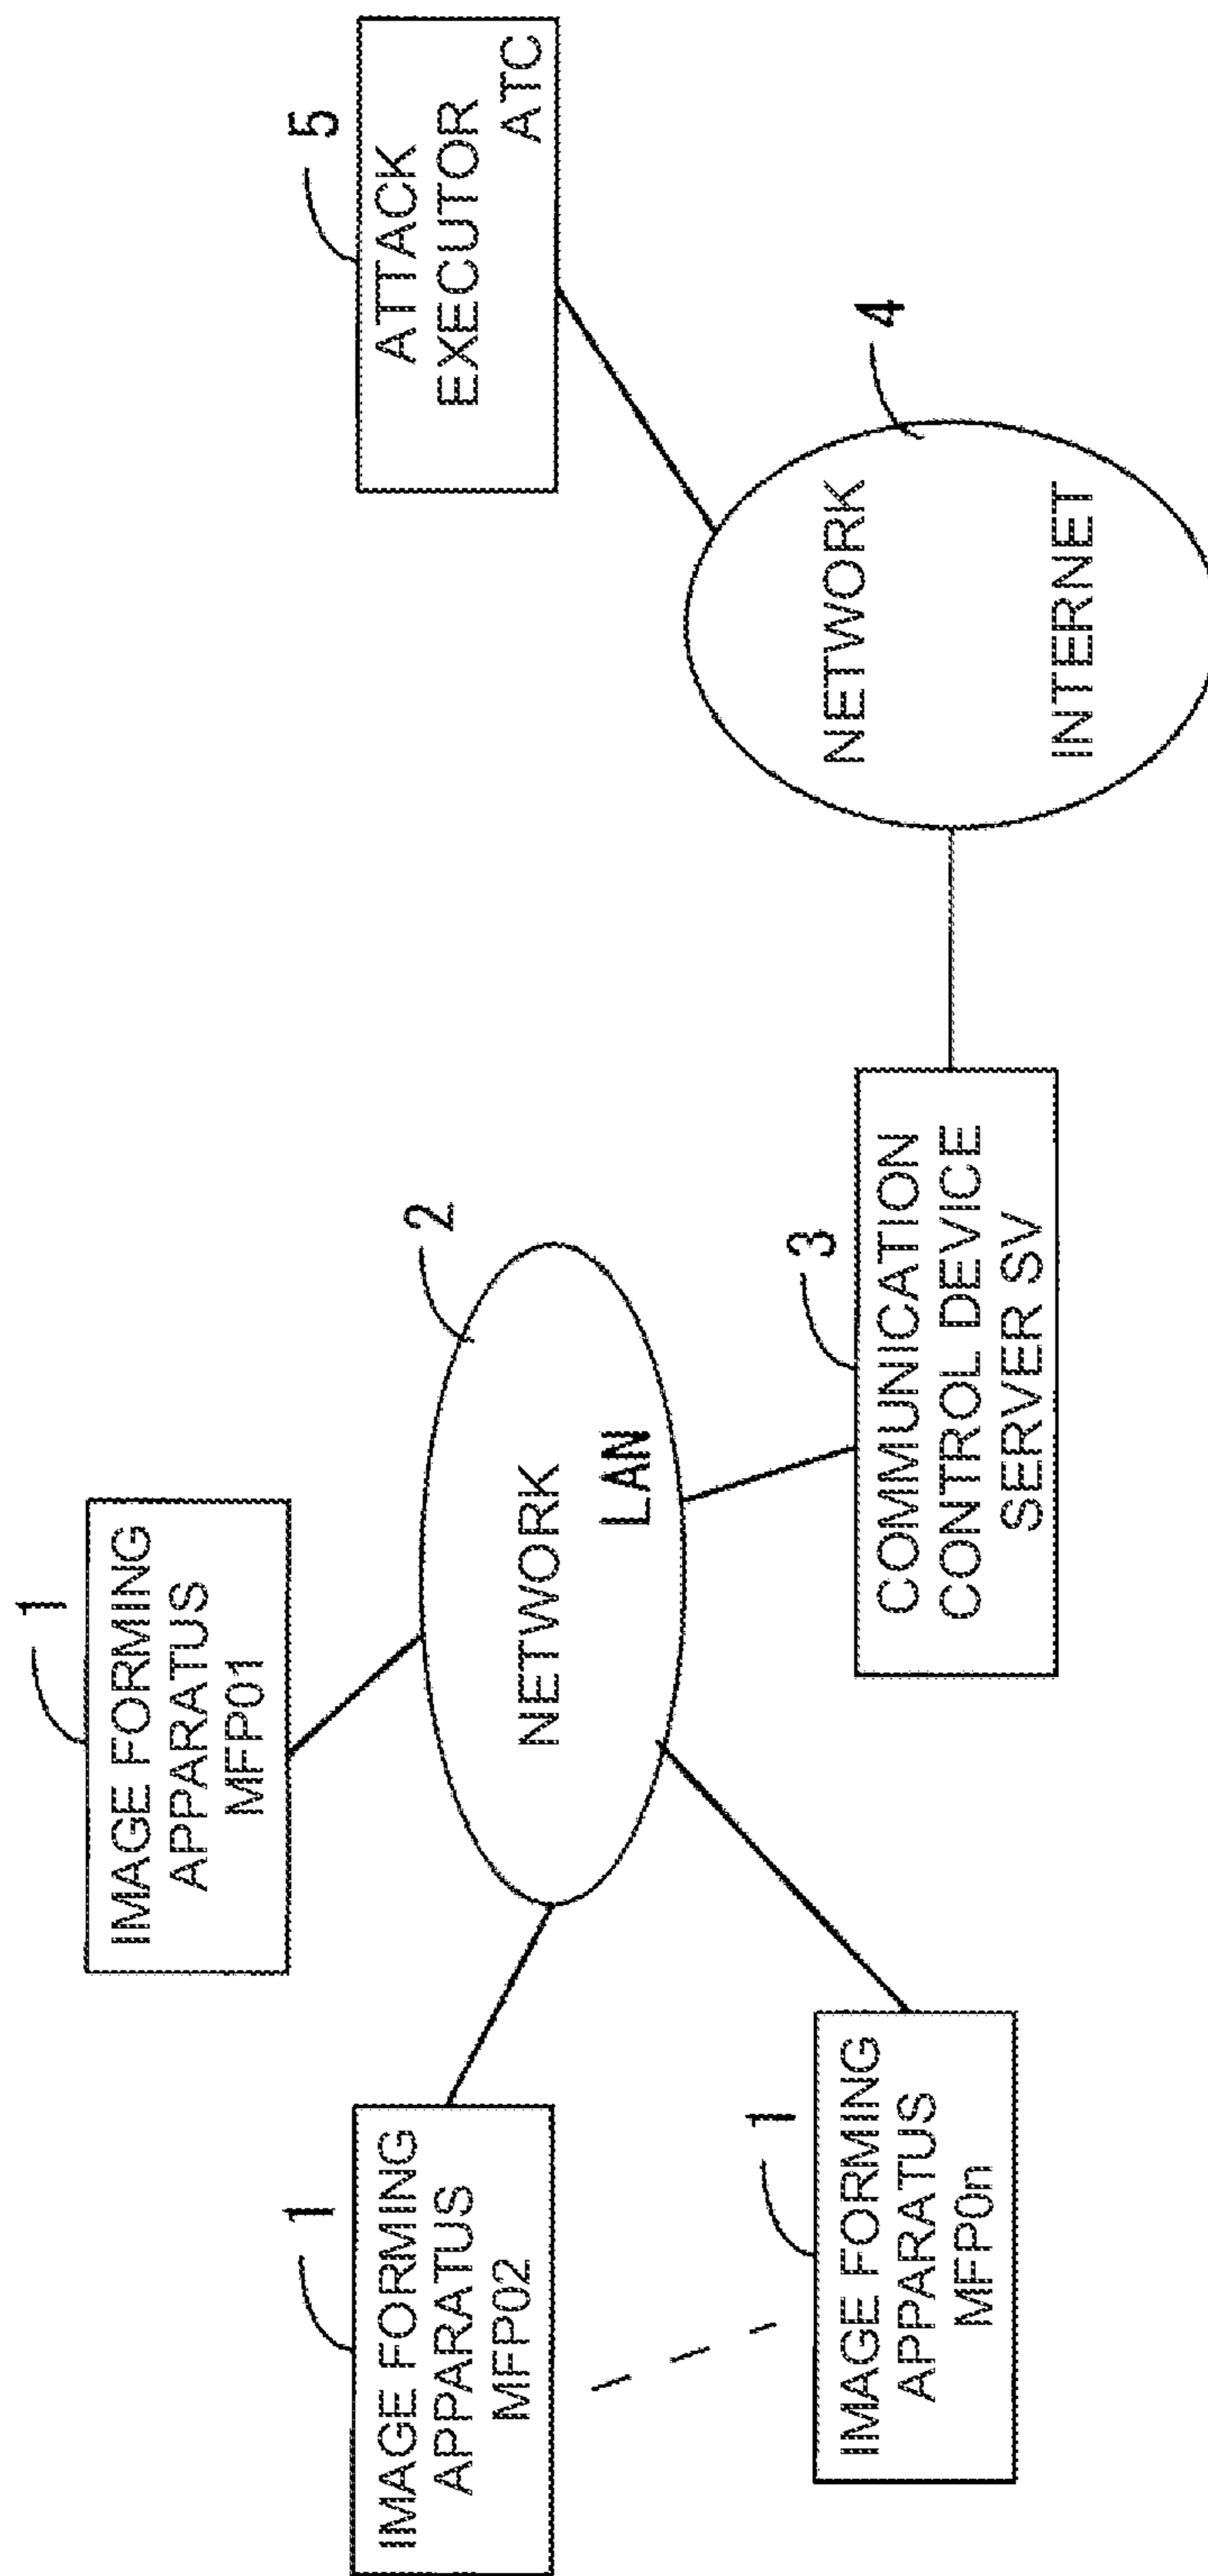 1
IMAGE FORMING
APPARATUS
MFP01
1
IMAGE FORMING
APPARATUS
MFP02
1
IMAGE FORMING
APPARATUS
MFP0n
2
NETWORK
LAN
3
COMMUNICATION
CONTROL DEVICE
SERVER SV
4
NETWORK
INTERNET
5
ATTACK
EXECUTOR
ATC